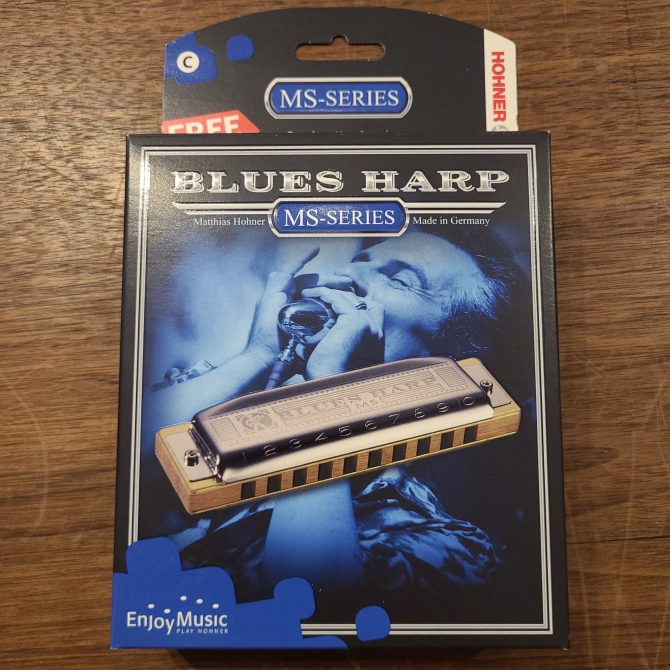 C
HOHNER
MS-SERIES
FREE
BLUES HARP
Matthias Hohner MS-SERIES Made in Germany
BLUES HARP
MS
1 2 3 4 5 6 7 8 9 10
Enjoy Music
PLAY HOHNER